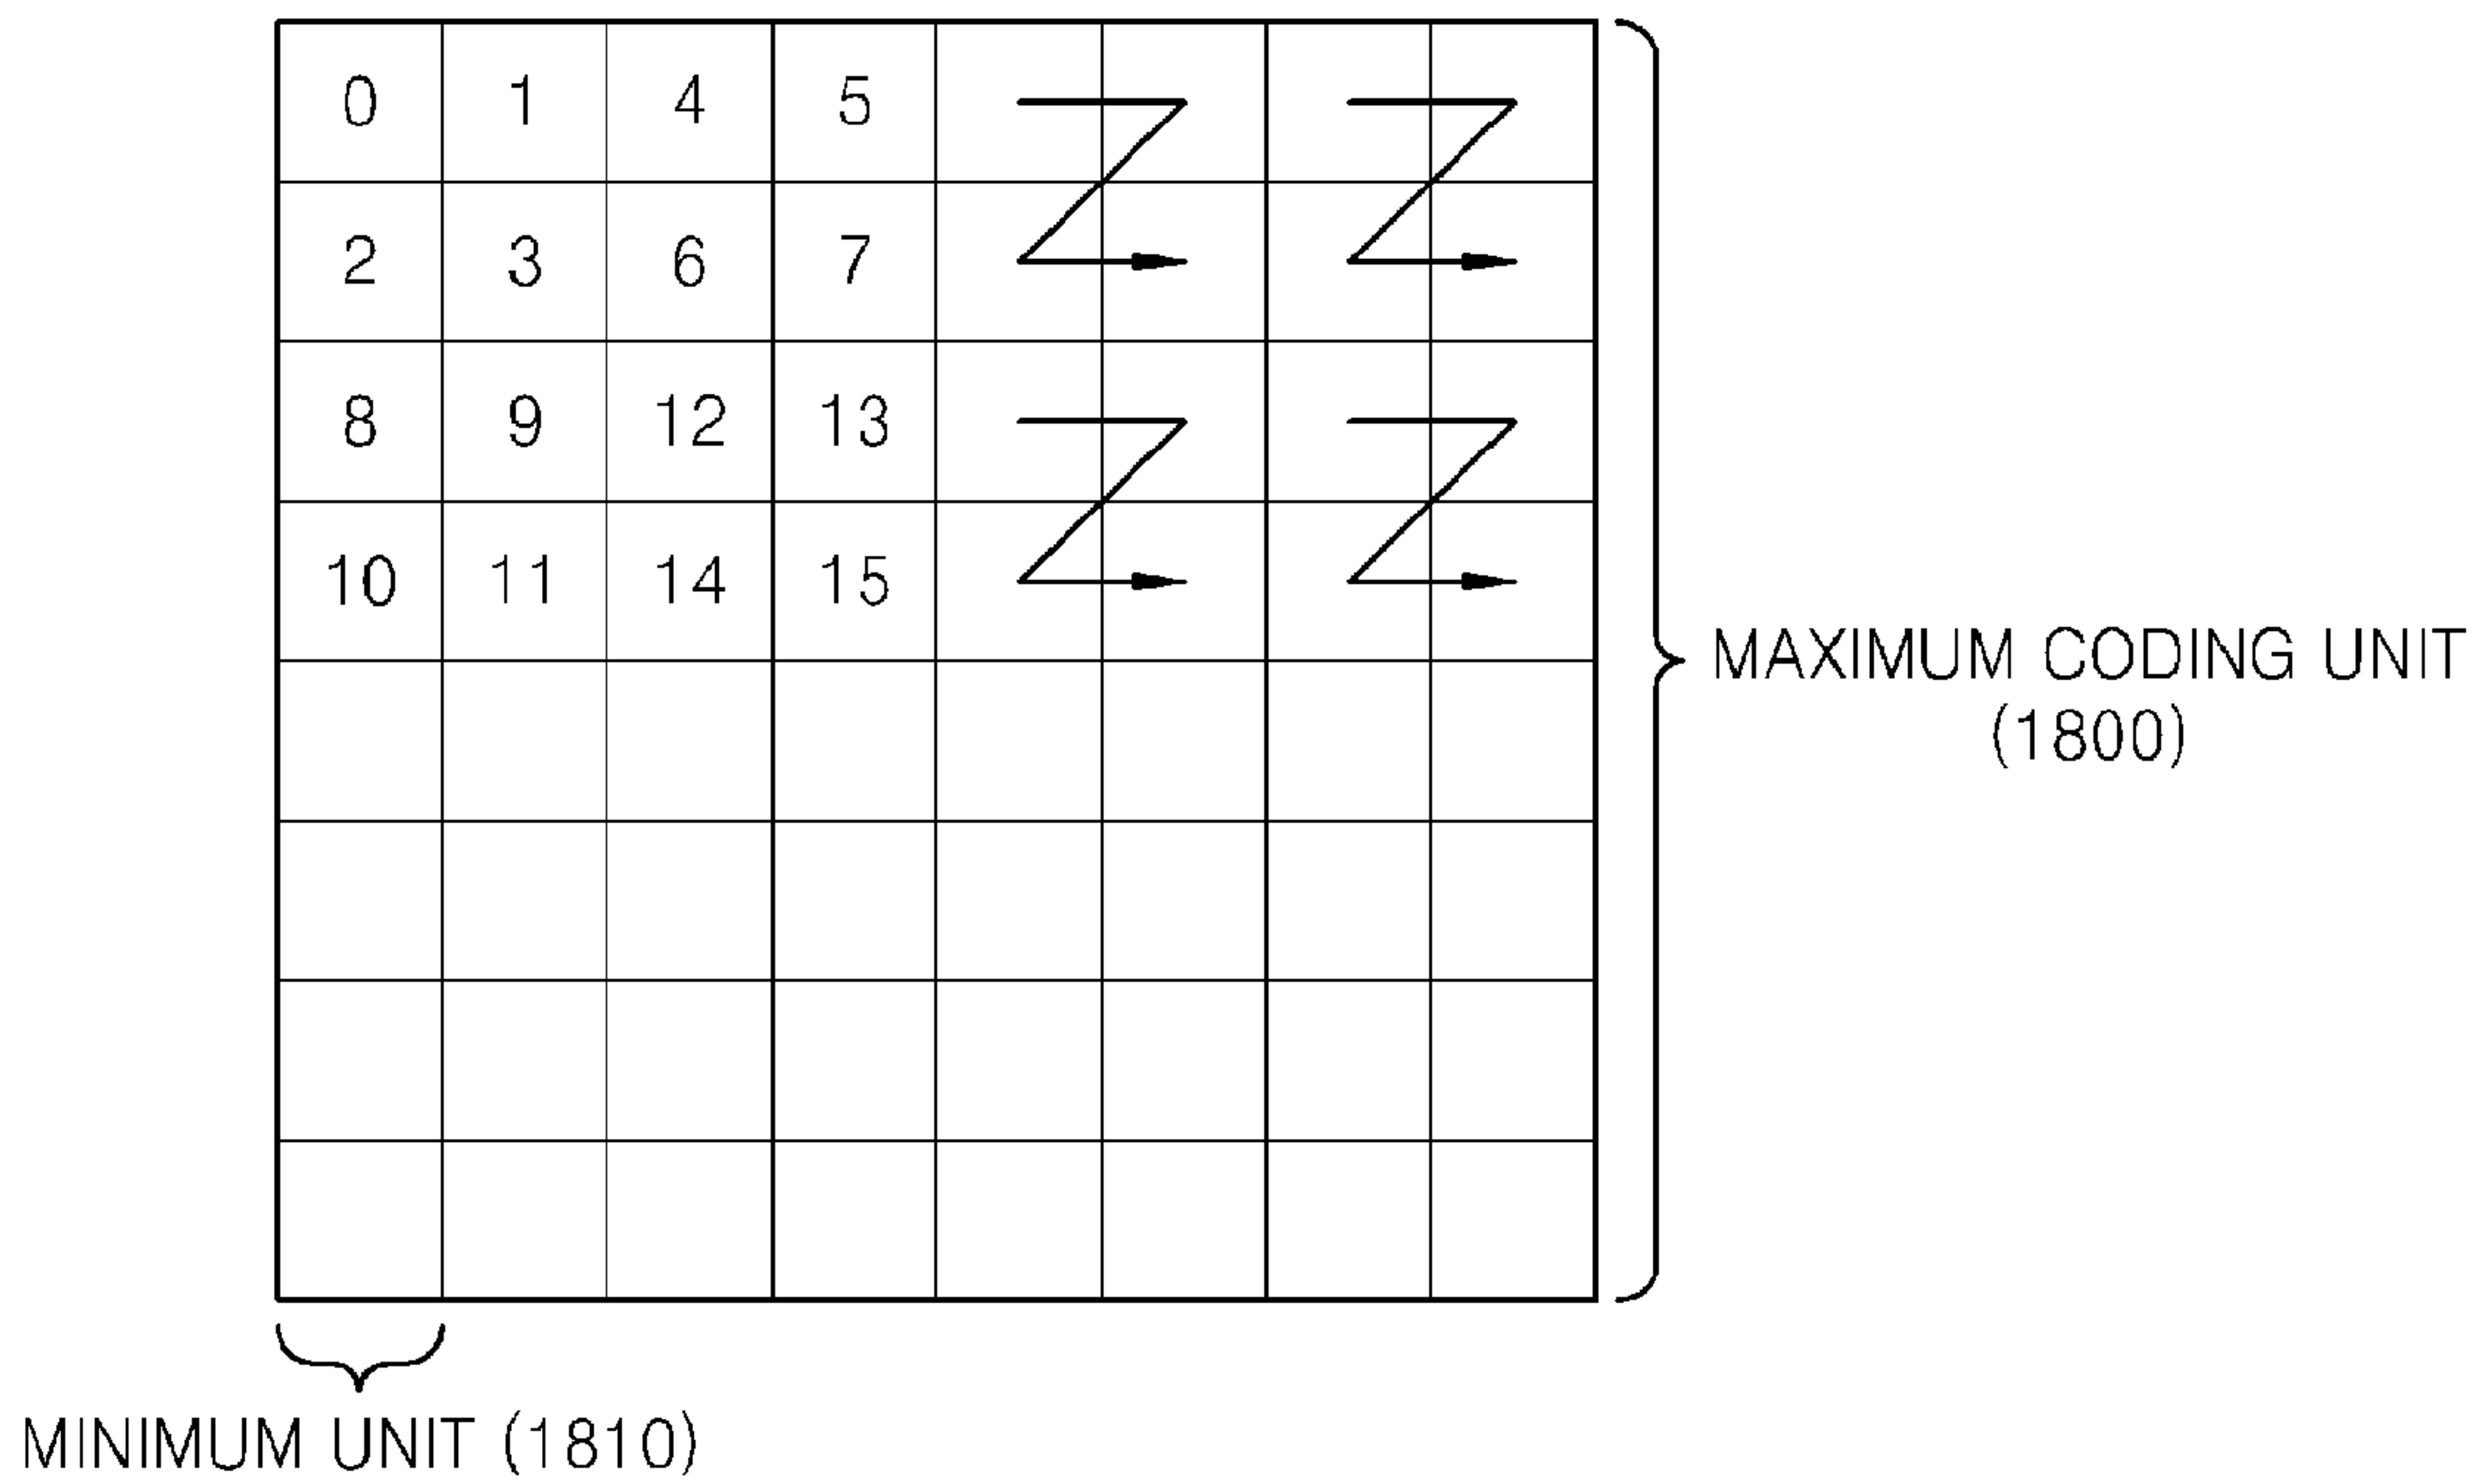 0 1 4 5
2 3 6 7
8 9 12 13
10 11 14 15
MAXIMUM CODING UNIT
(1800)
MINIMUM UNIT (1810)